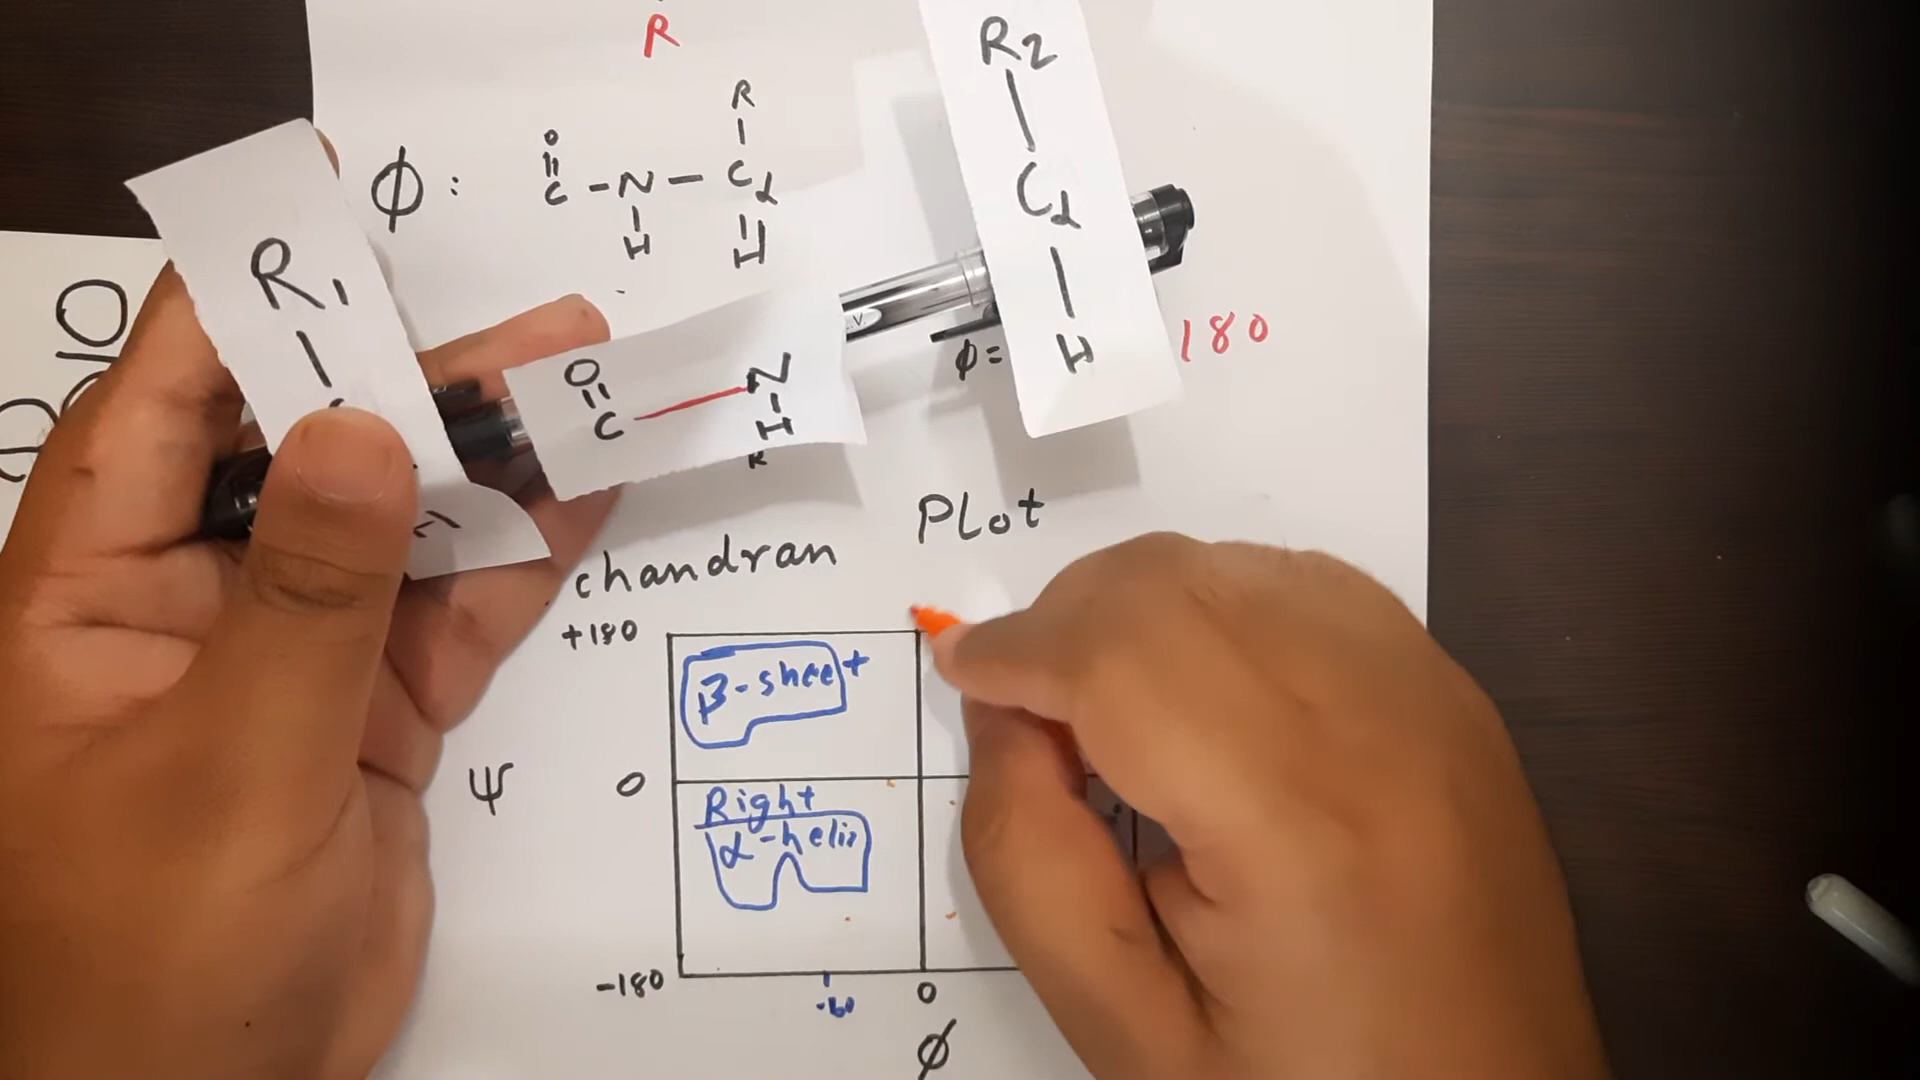 R
R2
R
O
C - N - Cα
H
H
ϕ :
Cα
H
R1
ϕ=
180
L.V.
O
C
N
H
R
Plot
chandran
+180
β-sheet
ψ
0
Right
α-helix
-180
-60
0
ϕ